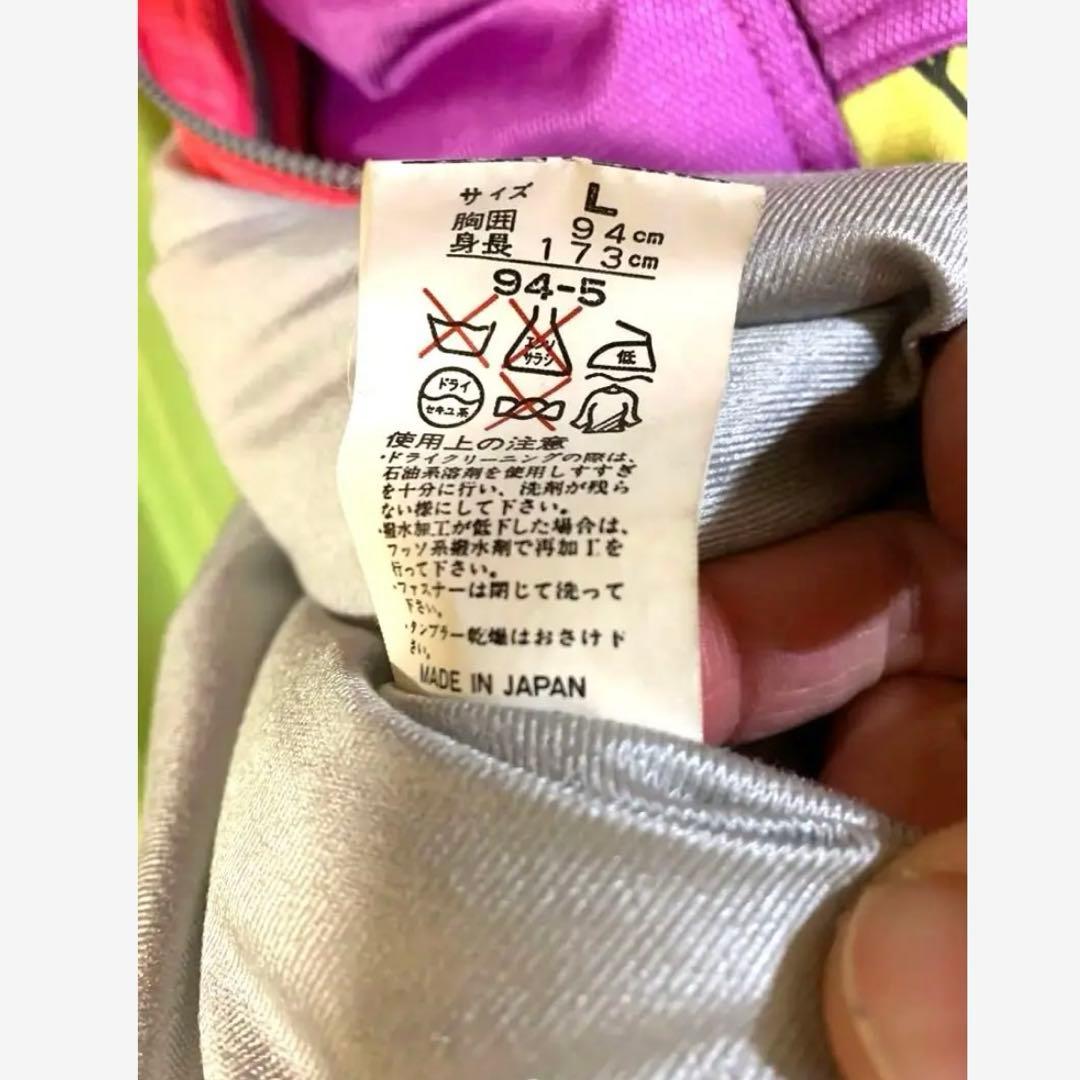 サイズ L
胸囲 94cm
身長 173cm
94-5
エンソ
サラシ
低
ドライ
セキユ系
使用上の注意
・ドライクリーニングの際は、
石油系溶剤を使用しすすぎ
を十分に行い、洗剤が残ら
ない様にして下さい。
・撥水加工が低下した場合は、
フッソ系撥水剤で再加工を
行って下さい。
・ファスナーは閉じて洗って
下さい。
・タンブラー乾燥はおさけ下
さい。
MADE IN JAPAN